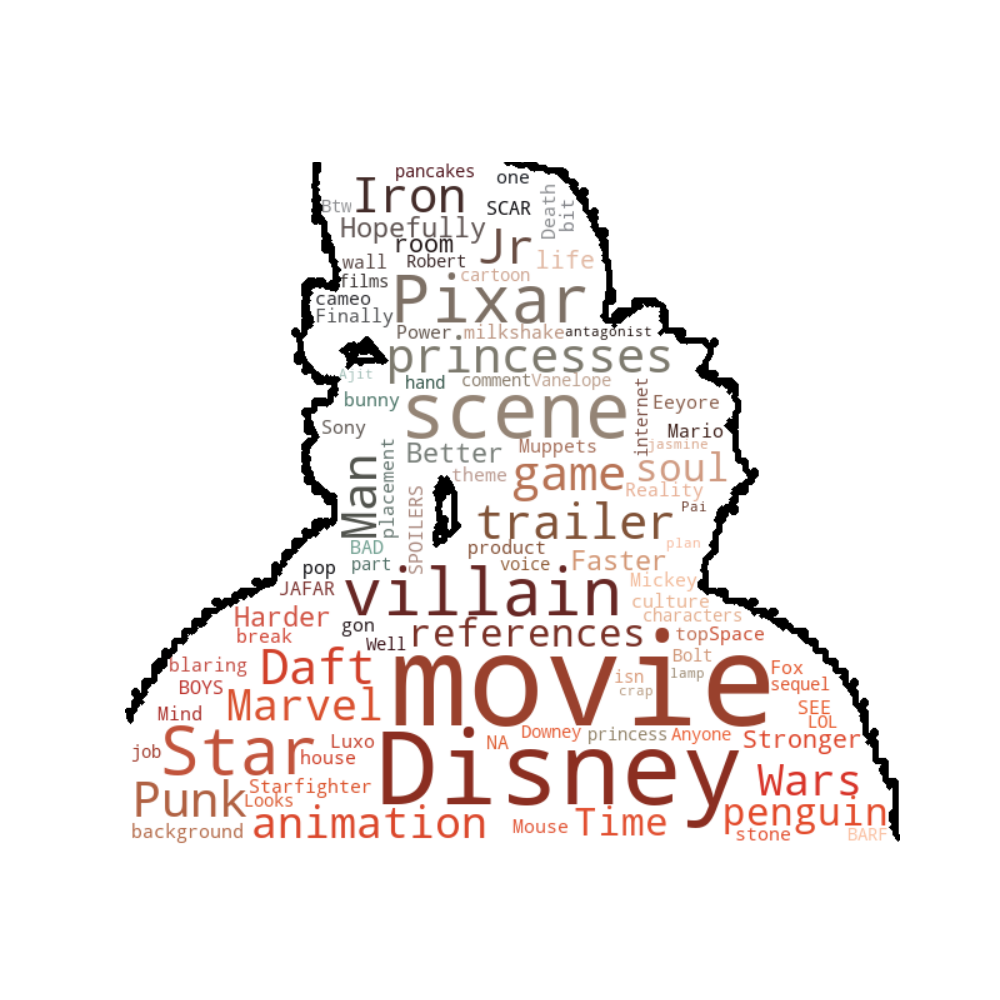 pancakes
one
Btw
Iron
SCAR
Death
bit
Hopefully
room
Jr
wall
Robert
life
films
cartoon
cameo
Pixar
Finally
Power
milkshake
antagonist
princesses
Ajit
hand
comment
Vanelope
bunny
scene
internet
Eeyore
Sony
Mario
Better
Muppets
jasmine
Man
placement
theme
game
soul
SPOILERS
Reality
trailer
Pai
BAD
product
plan
part
voice
Faster
pop
villain
Mickey
JAFAR
culture
Harder
characters
gon
references
break
Well
topSpace
blaring
Daft
movie
Bolt
isn
lamp
Fox
BOYS
crap
sequel
Marvel
SEE
Mind
LOL
job
Star
Luxo
NA
Downey
princess
Anyone
Stronger
house
Disney
Wars
Starfighter
Punk
Looks
penguin
background
animation
Mouse
Time
stone
BARF